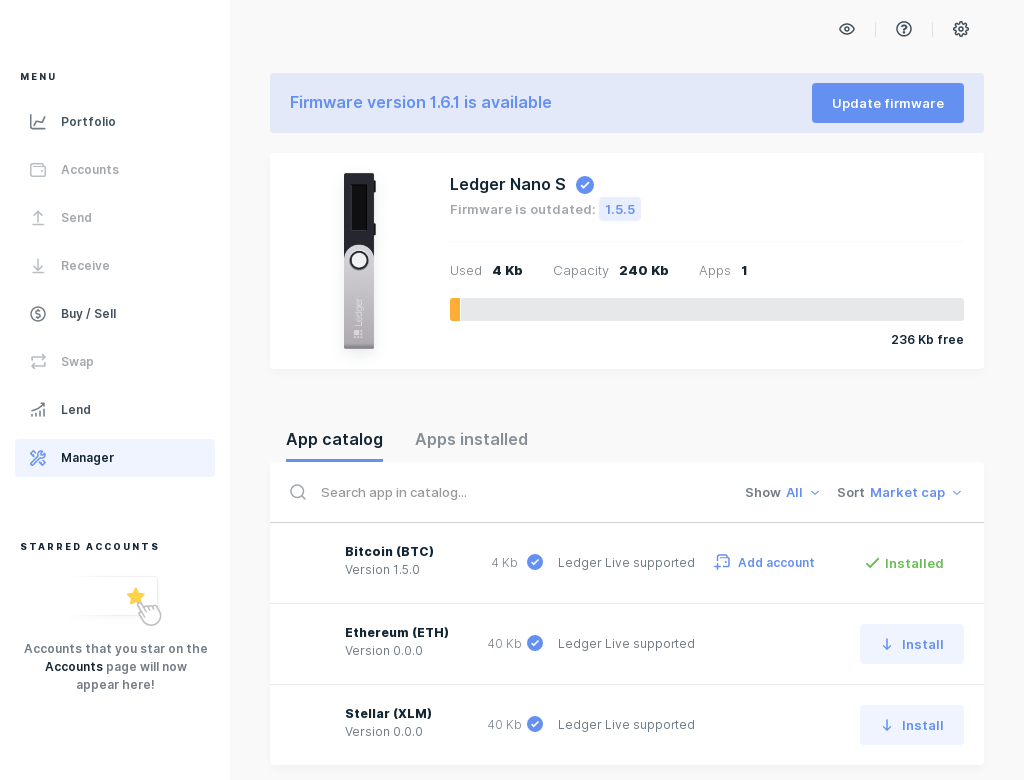 MENU
Portfolio
Accounts
Send
Receive
Buy / Sell
Swap
Lend
Manager
STARRED ACCOUNTS
Accounts that you star on the
Accounts page will now
appear here!
Firmware version 1.6.1 is available
Update firmware
Ledger
Ledger Nano S
Firmware is outdated: 1.5.5
Used 4 Kb Capacity 240 Kb Apps 1
236 Kb free
App catalog Apps installed
Search app in catalog... Show All Sort Market cap
Bitcoin (BTC)
Version 1.5.0
4 Kb Ledger Live supported Add account Installed
Ethereum (ETH)
Version 0.0.0
40 Kb Ledger Live supported Install
Stellar (XLM)
Version 0.0.0
40 Kb Ledger Live supported Install